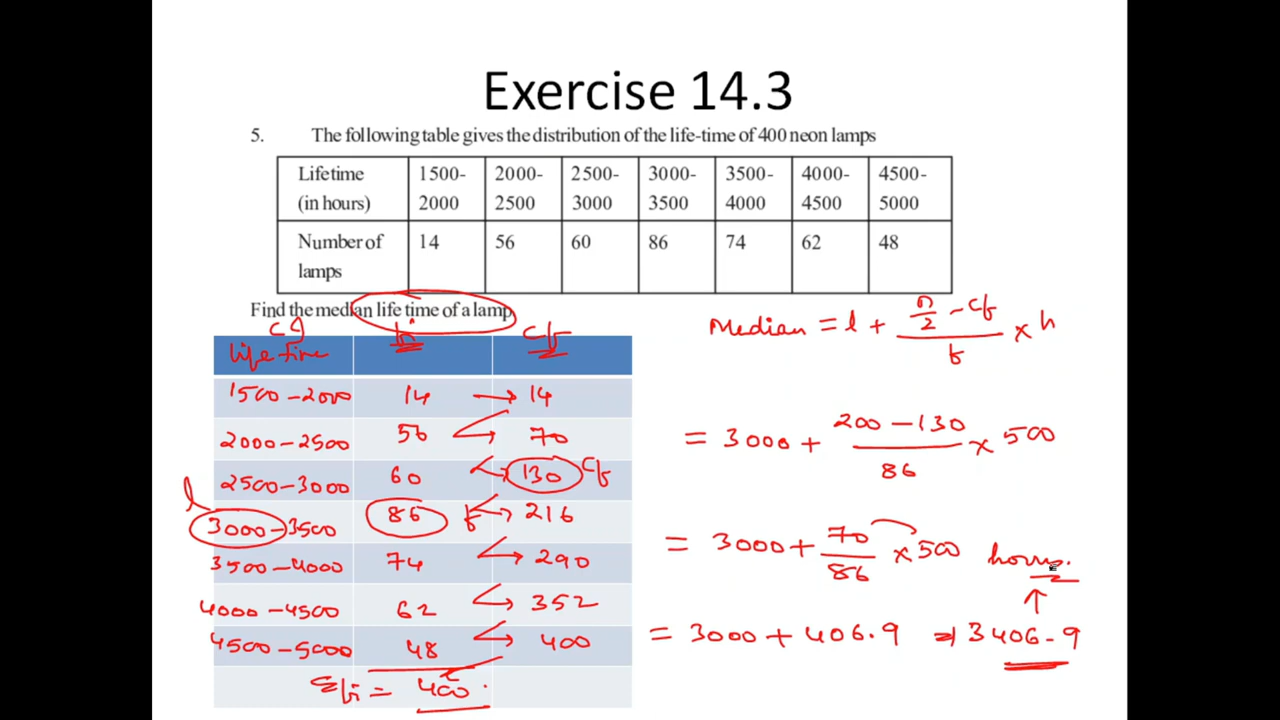 Exercise 14.3
5. The following table gives the distribution of the life-time of 400 neon lamps
Lifetime (in hours) 1500-2000 2000-2500 2500-3000 3000-3500 3500-4000 4000-4500 4500-5000
Number of lamps 14 56 60 86 74 62 48
Find the median life time of a lamp
CI fi cf
life time
1500-2000 14 14
2000-2500 56 70
2500-3000 60 130 cf
l 3000-3500 86 f 216
3500-4000 74 290
4000-4500 62 352
4500-5000 48 400
Σfi = 400
Median = l + (n/2 - cf)/f × h
= 3000 + (200 - 130)/86 × 500
= 3000 + 70/86 × 500 hours.
= 3000 + 406.9 ⇒ 3406.9